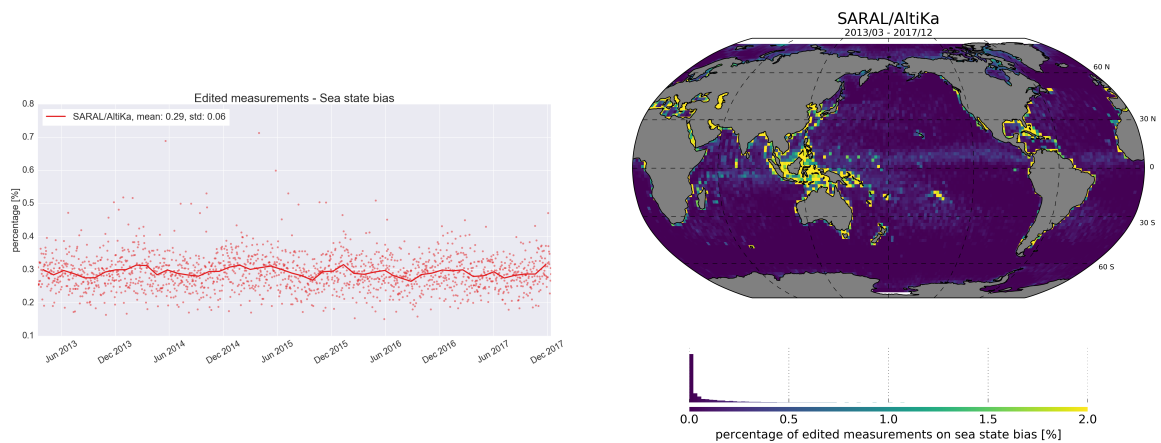 Edited measurements - Sea state bias
SARAL/AltiKa, mean: 0.29, std: 0.06
percentage [%]
0.8
0.7
0.6
0.5
0.4
0.3
0.2
0.1
Jun 2013
Dec 2013
Jun 2014
Dec 2014
Jun 2015
Dec 2015
Jun 2016
Dec 2016
Jun 2017
Dec 2017
SARAL/AltiKa
2013/03 - 2017/12
60 N
30 N
0
30 S
60 S
0.0 0.5 1.0 1.5 2.0
percentage of edited measurements on sea state bias [%]